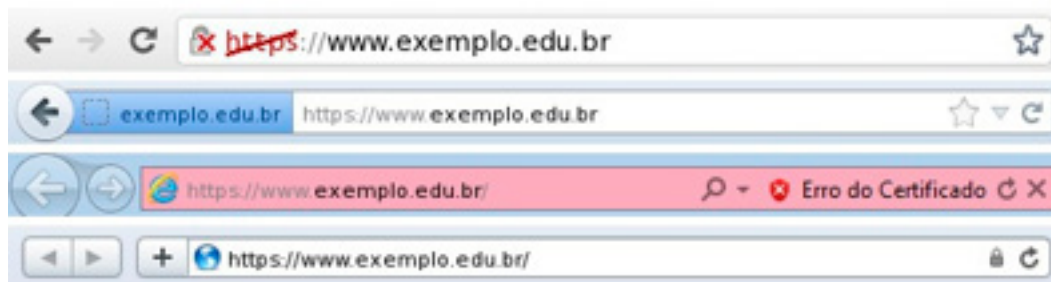 https://www.exemplo.edu.br
exemplo.edu.br https://www.exemplo.edu.br
https://www.exemplo.edu.br/ Erro do Certificado
https://www.exemplo.edu.br/